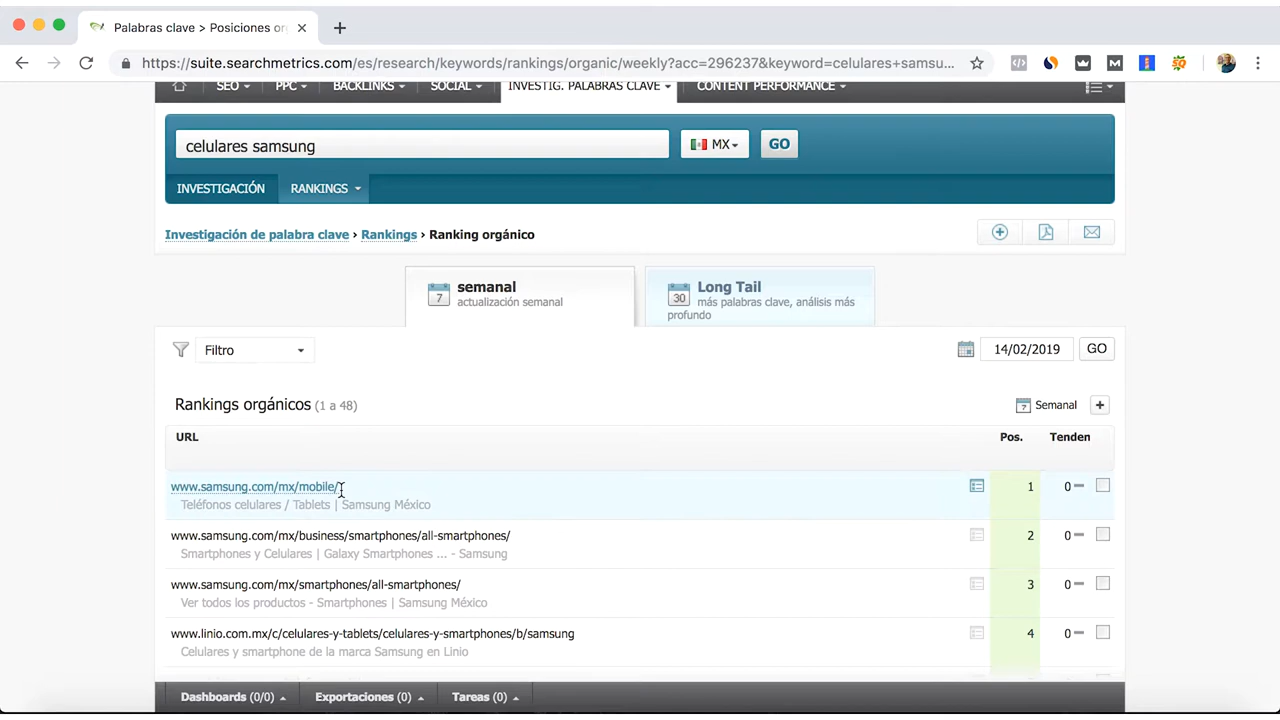 Palabras clave > Posiciones or
https://suite.searchmetrics.com/es/research/keywords/rankings/organic/weekly?acc=296237&keyword=celulares+samsu...
SEO PPC BACKLINKS SOCIAL INVESTIG. PALABRAS CLAVE CONTENT PERFORMANCE
celulares samsung MX GO
INVESTIGACIÓN RANKINGS
Investigación de palabra clave › Rankings › Ranking orgánico
7 semanal
actualización semanal
30 Long Tail
más palabras clave, análisis más
profundo
Filtro 14/02/2019 GO
Rankings orgánicos (1 a 48) 7 Semanal +
URL Pos. Tenden
www.samsung.com/mx/mobile/ 1 0
Teléfonos celulares / Tablets | Samsung México
www.samsung.com/mx/business/smartphones/all-smartphones/ 2 0
Smartphones y Celulares | Galaxy Smartphones ... - Samsung
www.samsung.com/mx/smartphones/all-smartphones/ 3 0
Ver todos los productos - Smartphones | Samsung México
www.linio.com.mx/c/celulares-y-tablets/celulares-y-smartphones/b/samsung 4 0
Celulares y smartphone de la marca Samsung en Linio
Dashboards (0/0) Exportaciones (0) Tareas (0)